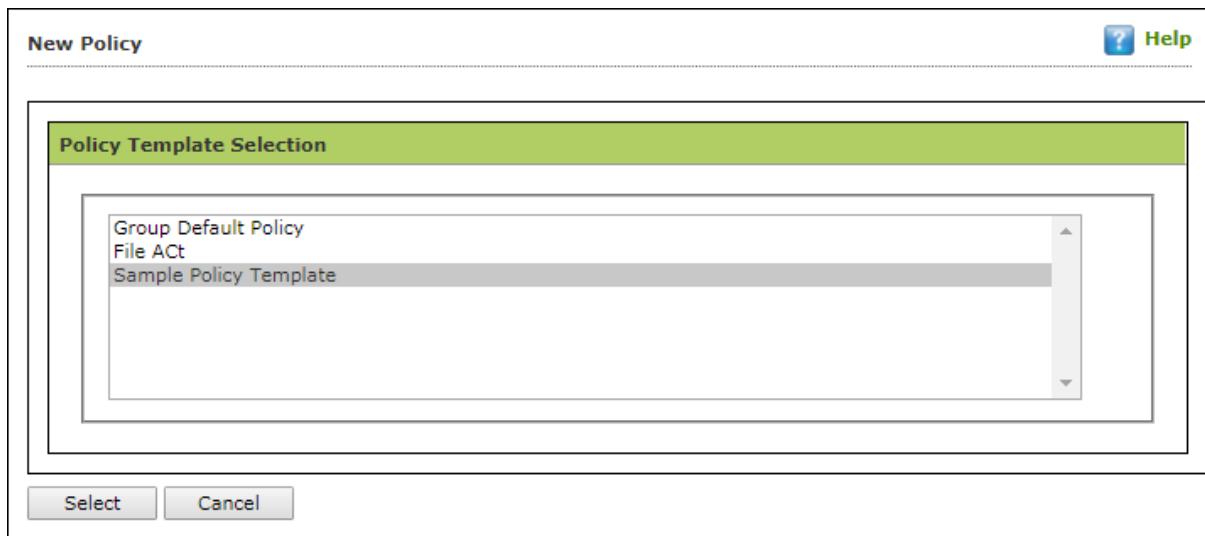 New Policy
? Help
Policy Template Selection
Group Default Policy
File ACt
Sample Policy Template
Select Cancel